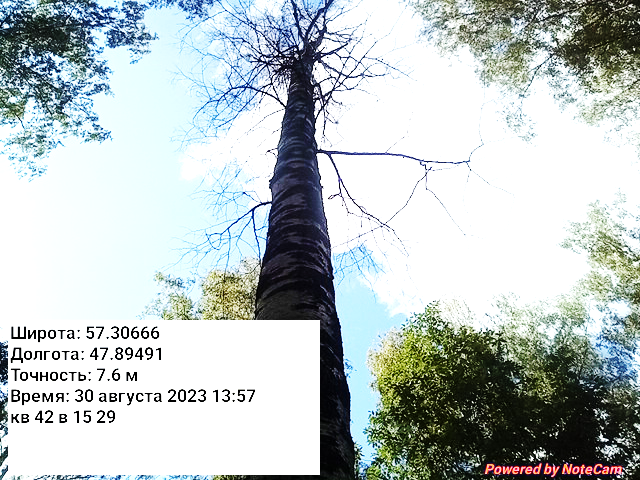 Широта: 57.30666
Долгота: 47.89491
Точность: 7.6 м
Время: 30 августа 2023 13:57
кв 42 в 15 29
Powered by NoteCam